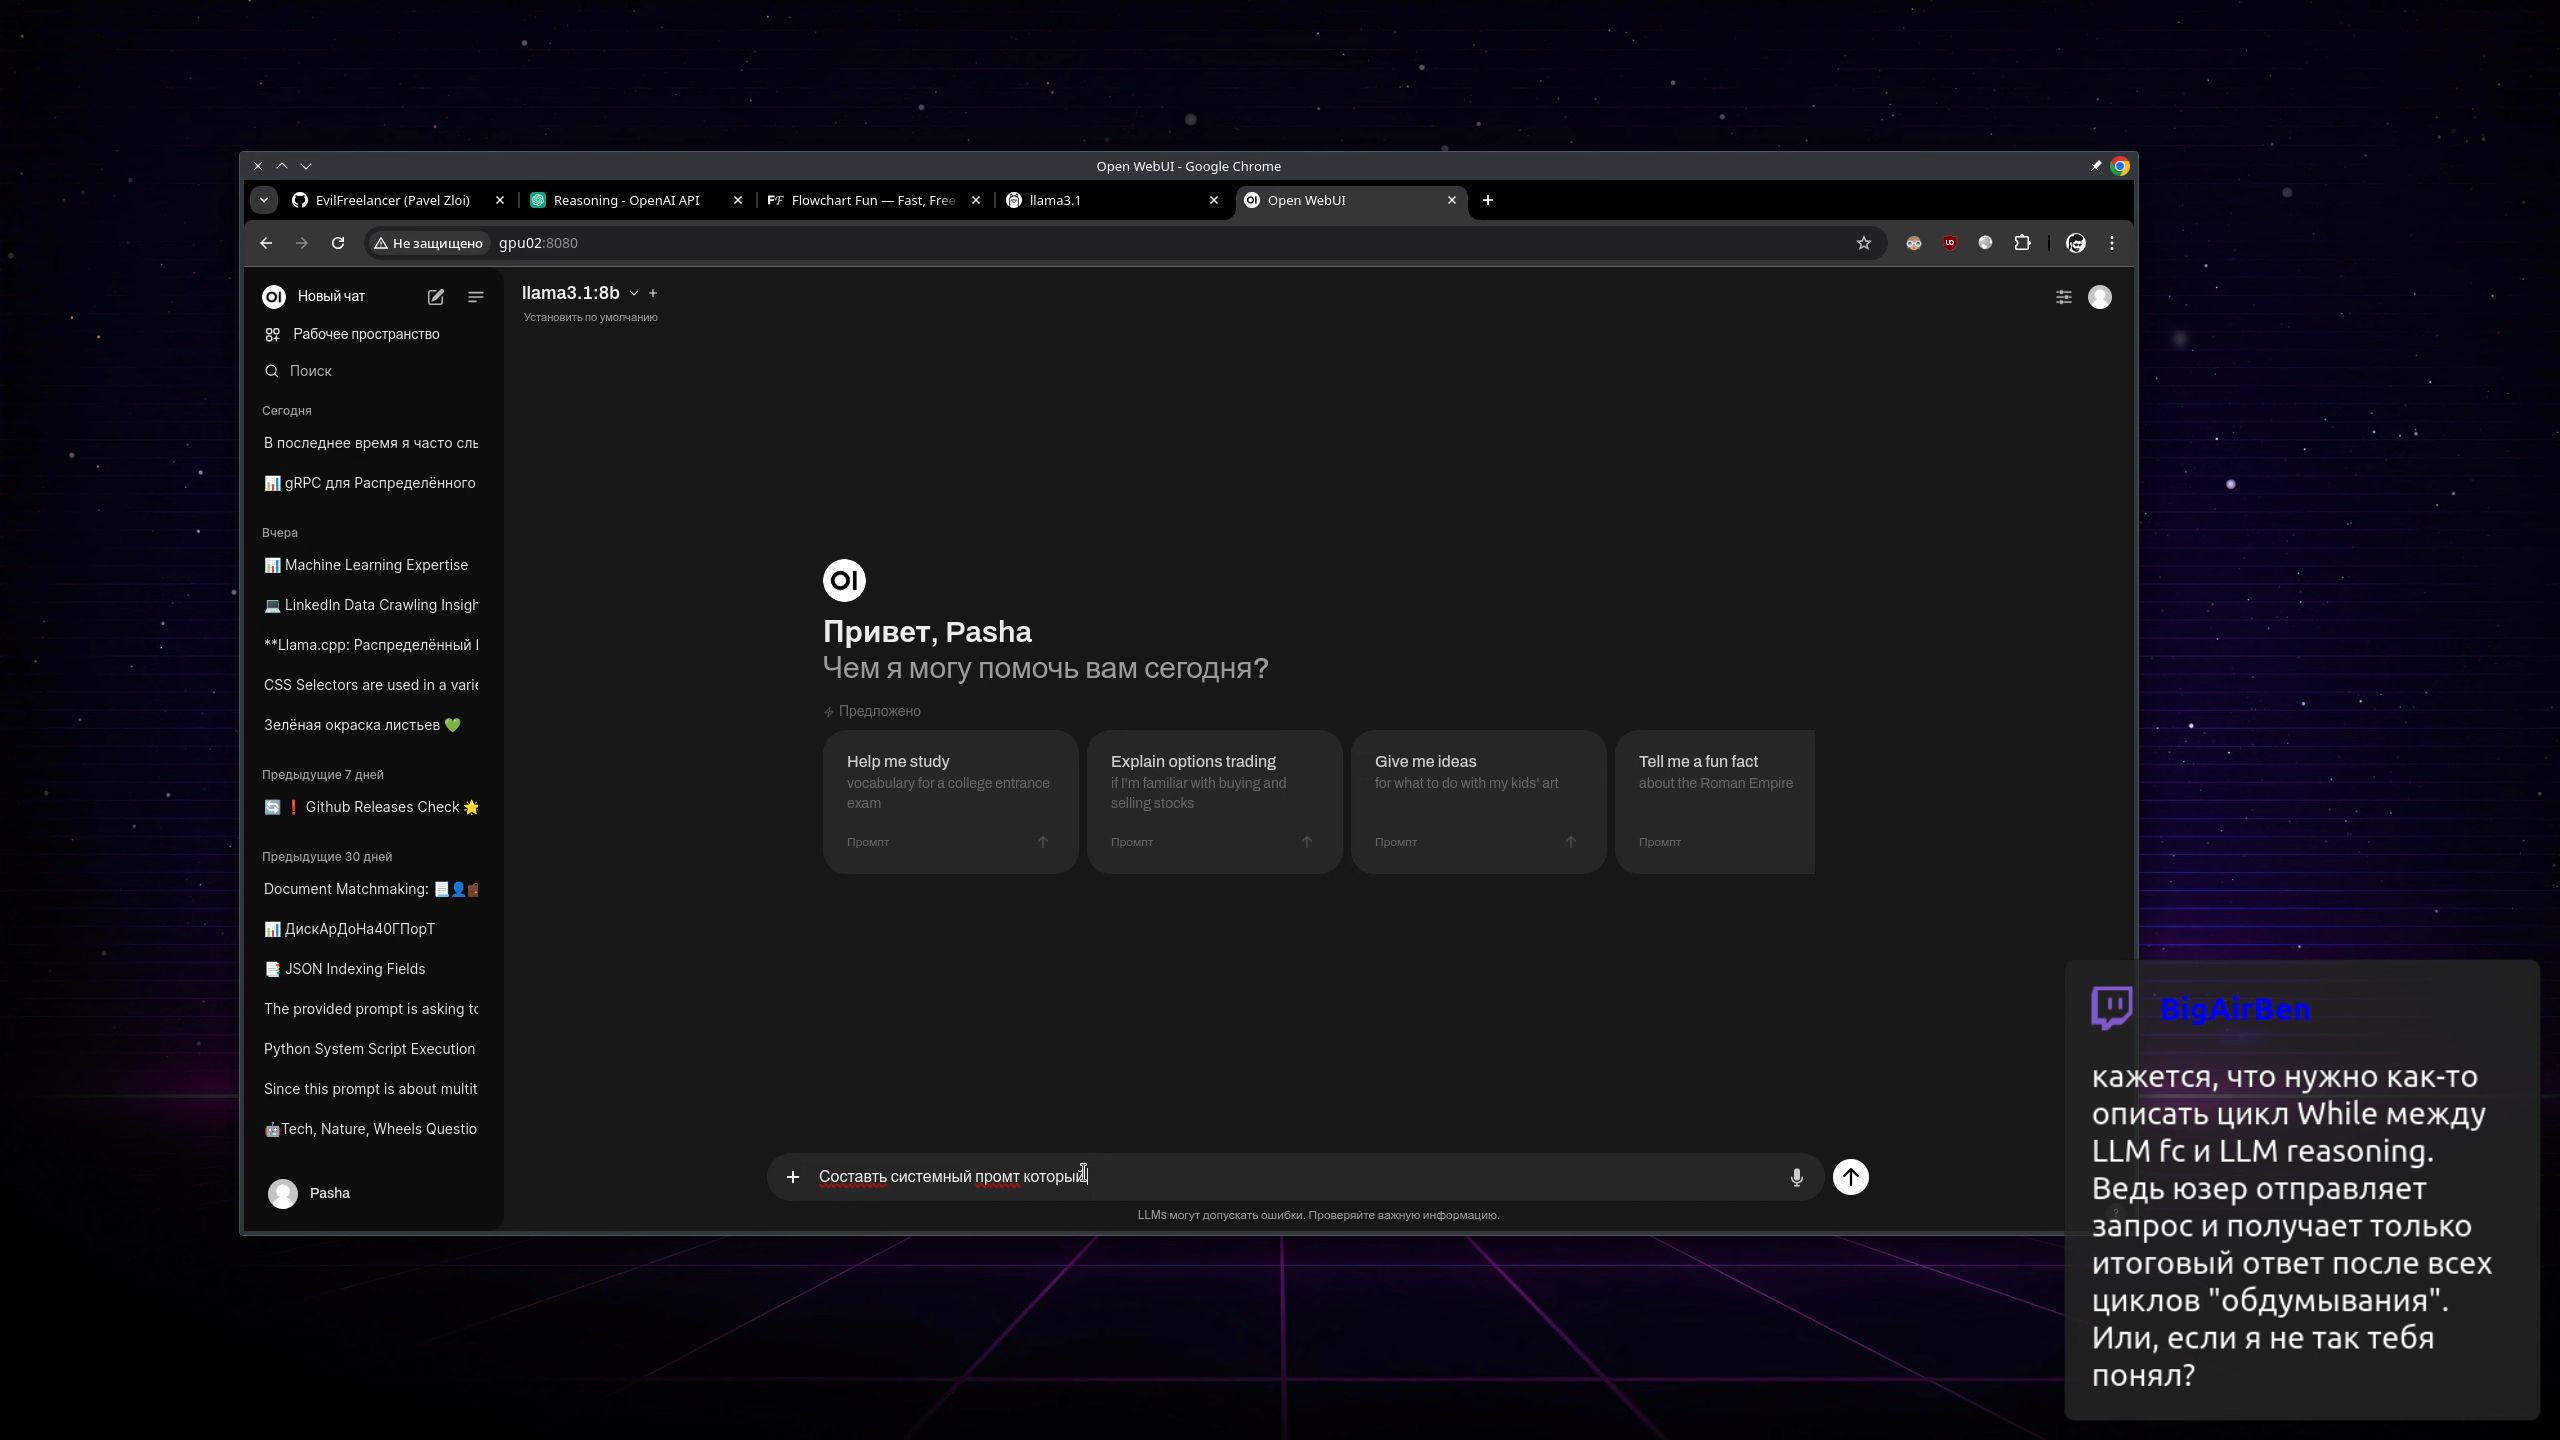 Open WebUI - Google Chrome
EvilFreelancer (Pavel Zloi)
Reasoning - OpenAI API
Flowchart Fun — Fast, Free
llama3.1
Open WebUI
Не защищено
gpu02:8080
Новый чат
Рабочее пространство
Поиск
Сегодня
В последнее время я часто слы
📊 gRPC для Распределённого
Вчера
📊 Machine Learning Expertise
💻 LinkedIn Data Crawling Insigh
**Llama.cpp: Распределённый
CSS Selectors are used in a varie
Зелёная окраска листьев 💚
Предыдущие 7 дней
🔄 ❗ Github Releases Check 🌟
Предыдущие 30 дней
Document Matchmaking: 📃👤💼
📊 ДискАрДоНа40ГПорТ
📑 JSON Indexing Fields
The provided prompt is asking to
Python System Script Execution
Since this prompt is about multit
🤖Tech, Nature, Wheels Questio
Pasha
llama3.1:8b
Установить по умолчанию
OI
Привет, Pasha
Чем я могу помочь вам сегодня?
Предложено
Help me study
vocabulary for a college entrance
exam
Промпт
Explain options trading
if I'm familiar with buying and
selling stocks
Промпт
Give me ideas
for what to do with my kids' art
Промпт
Tell me a fun fact
about the Roman Empire
Промпт
Составть системный промт который
LLMs могут допускать ошибки. Проверяйте важную информацию.
BigAirBen
кажется, что нужно как-то
описать цикл While между
LLM fc и LLM reasoning.
Ведь юзер отправляет
запрос и получает только
итоговый ответ после всех
циклов "обдумывания".
Или, если я не так тебя
понял?